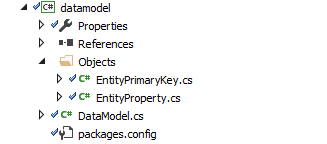 datamodel
Properties
References
Objects
C# EntityPrimaryKey.cs
C# EntityProperty.cs
C# DataModel.cs
packages.config